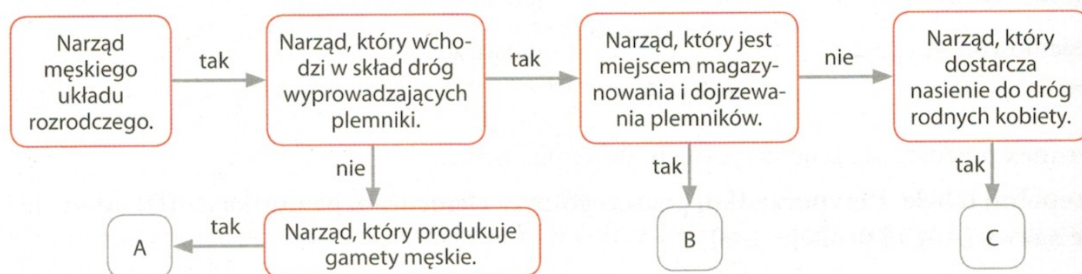 Narząd
męskiego
układu
rozrodczego.
tak
Narząd, który wcho-
dzi w skład dróg
wyprowadzających
plemniki.
tak
Narząd, który jest
miejscem magazy-
nowania i dojrzewa-
nia plemników.
nie
Narząd, który
dostarcza
nasienie do dróg
rodnych kobiety.
nie
tak
tak
A
tak
Narząd, który produkuje
gamety męskie.
B
C